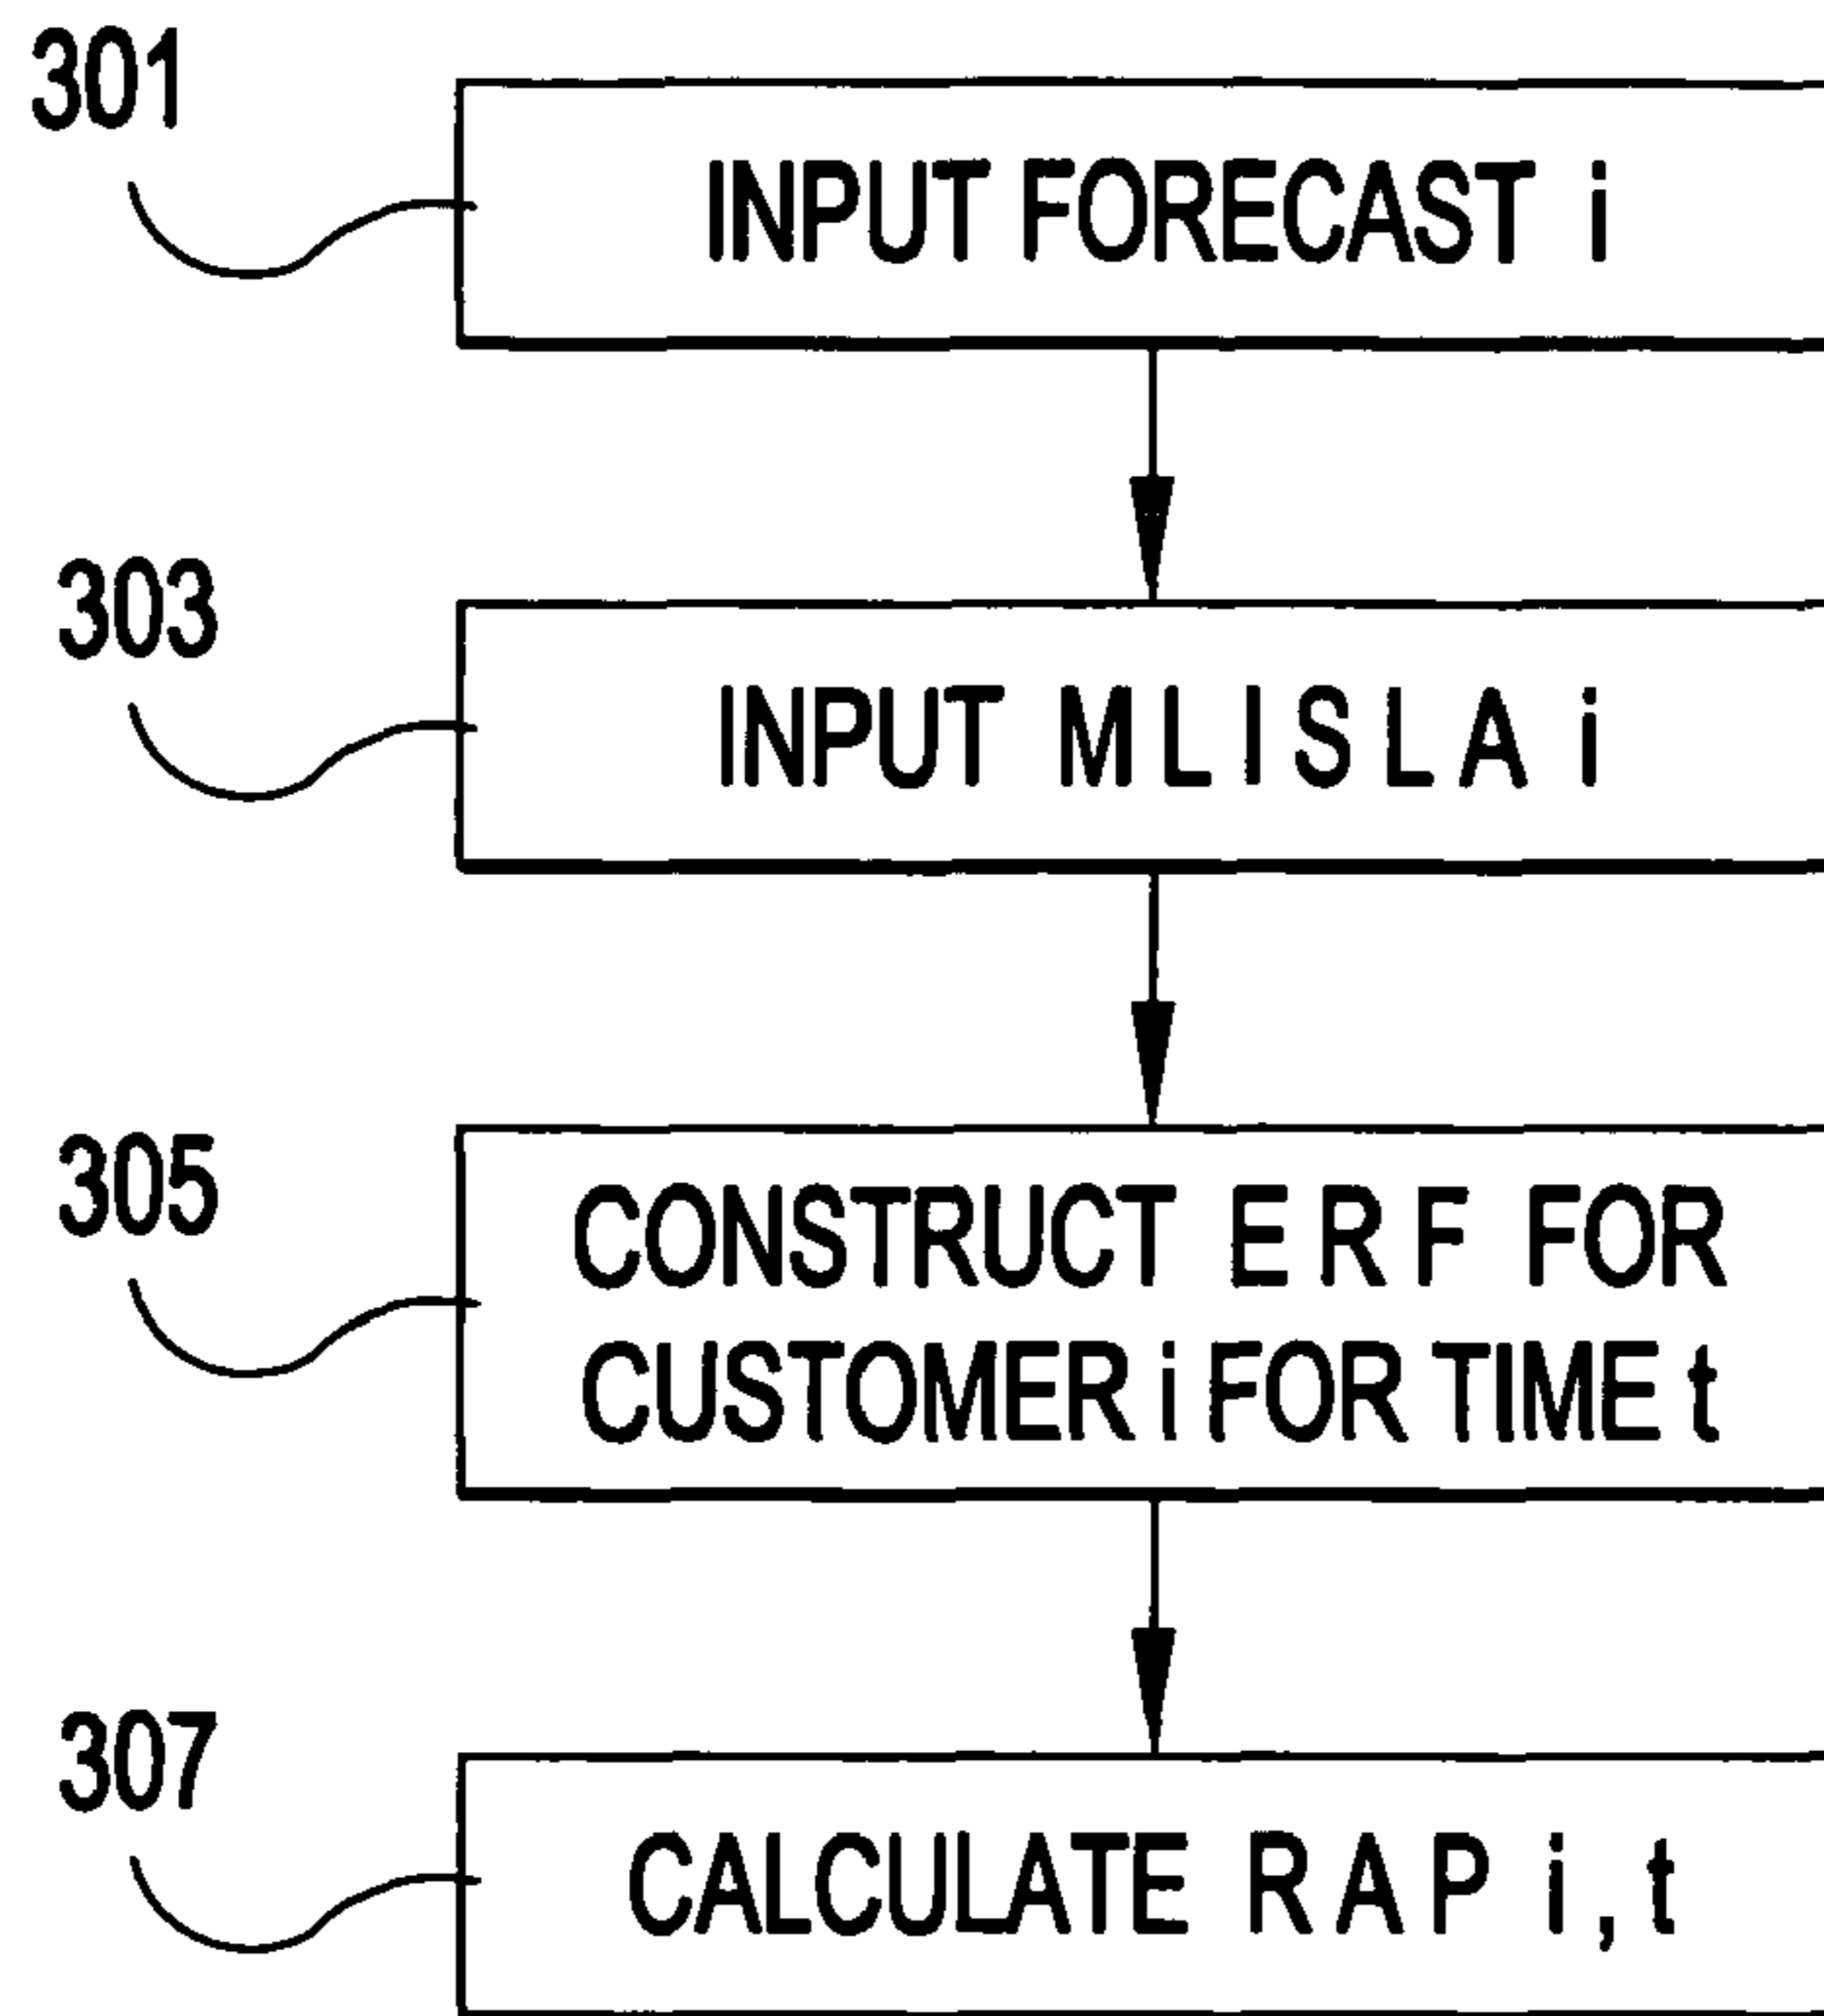 301
INPUT FORECAST i
303
INPUT M L I S L A i
305
CONSTRUCT E R F FOR
CUSTOMER i FOR TIME t
307
CALCULATE R A P i, t